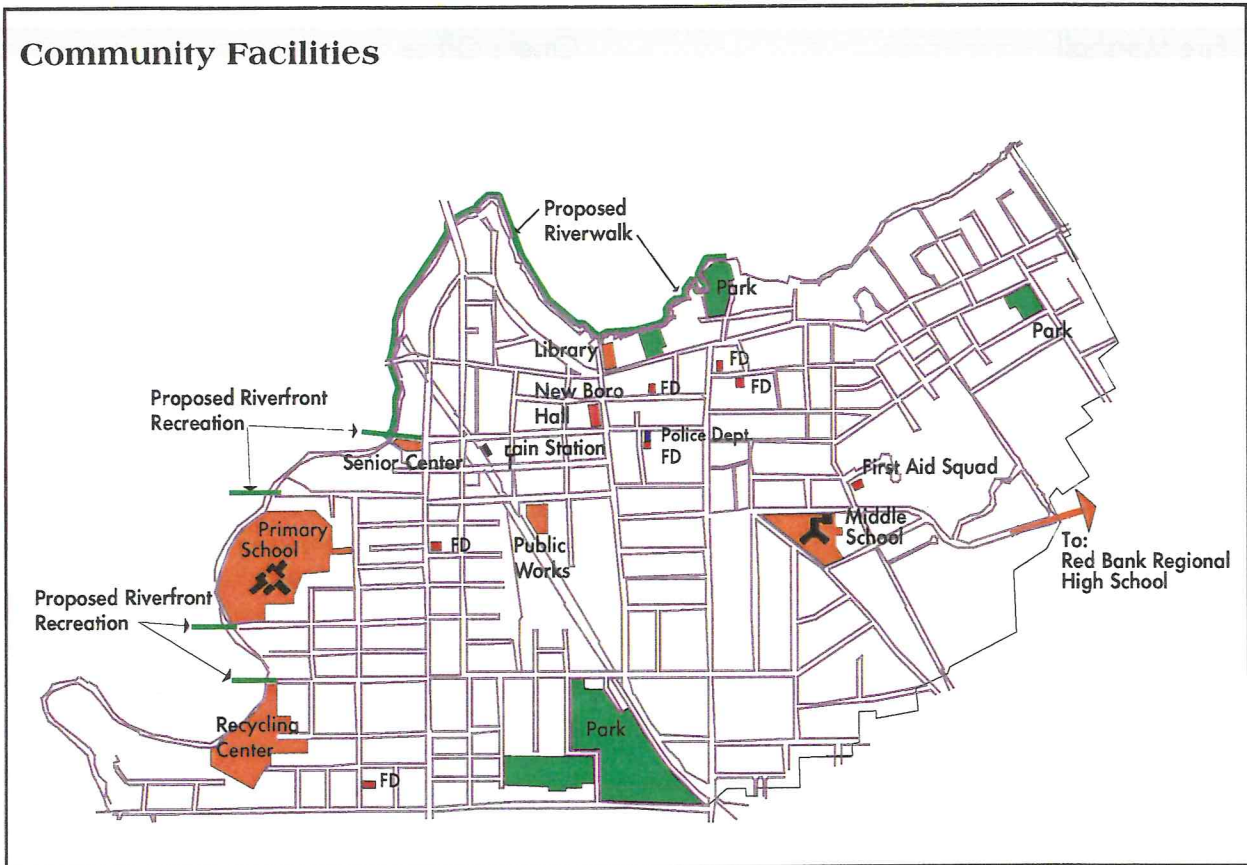 Community Facilities
Proposed
Riverwalk
Park
Park
Library
FD
FD
New Boro
Hall
FD
Proposed Riverfront
Recreation
Police Dept.
FD
Senior Center
rain Station
First Aid Squad
Primary
School
Middle
School
FD
Public
Works
To:
Red Bank Regional
High School
Proposed Riverfront
Recreation
Recycling
Center
Park
FD